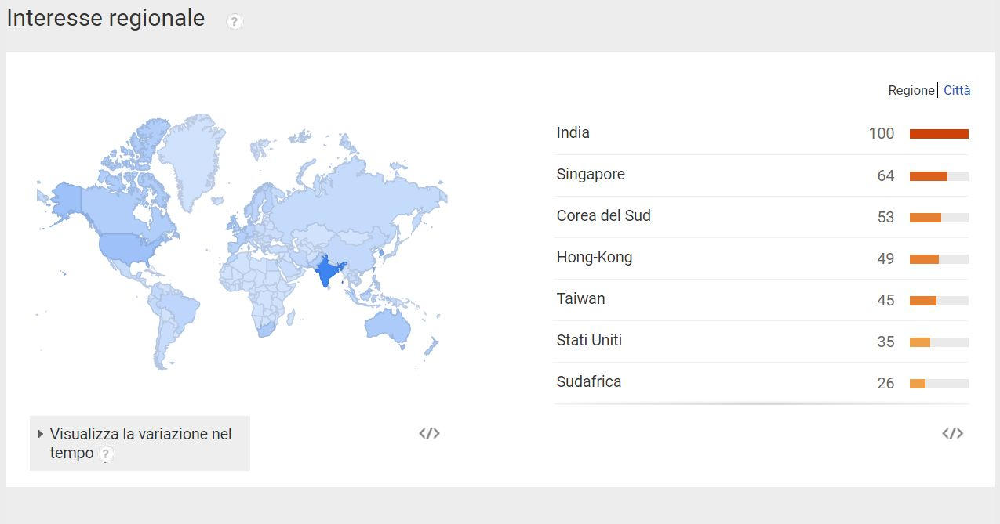 Interesse regionale ?
Regione | Città
India 100
Singapore 64
Corea del Sud 53
Hong-Kong 49
Taiwan 45
Stati Uniti 35
Sudafrica 26
Visualizza la variazione nel
tempo ?
</> </>